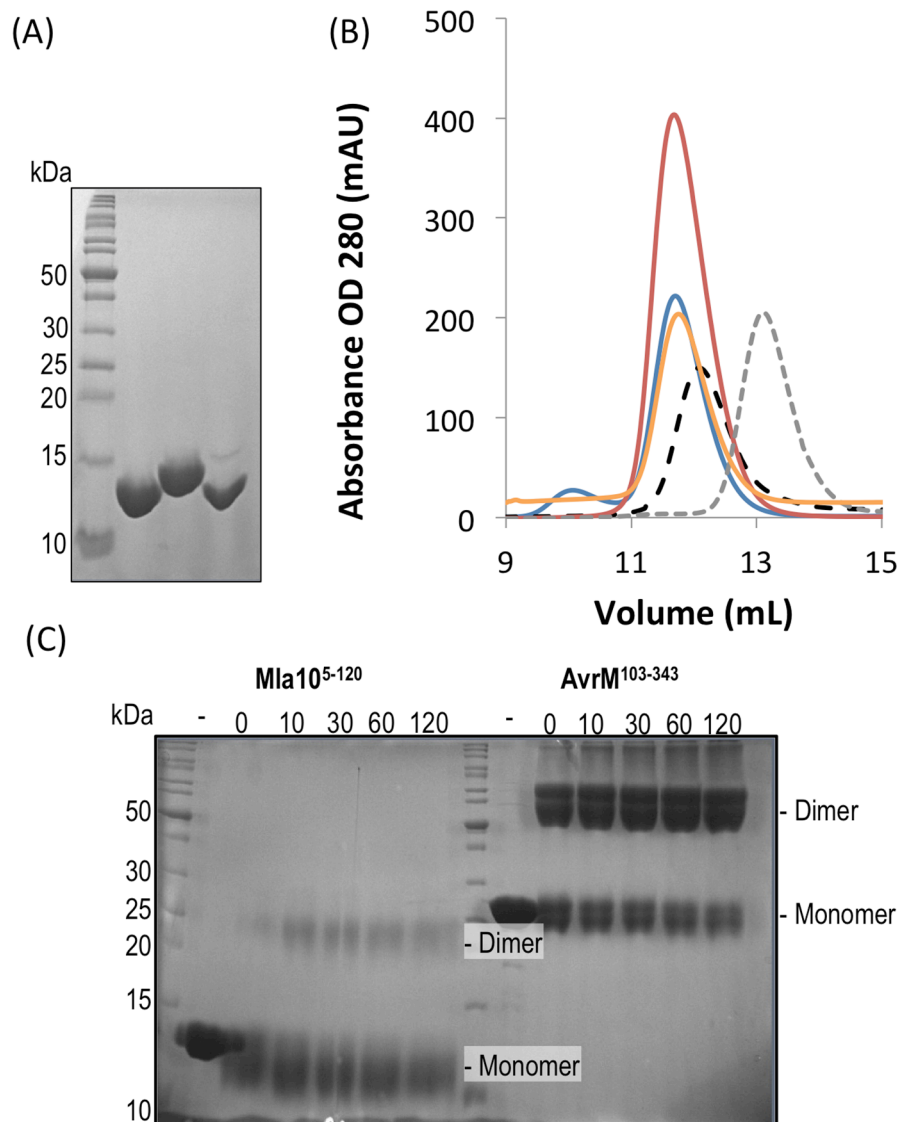 (A)
kDa
50
30
25
20
15
10
(B)
Absorbance OD 280 (mAU)
500
400
300
200
100
0
9 11 13 15
Volume (mL)
(C)
Mla10⁵⁻¹²⁰ AvrM¹⁰³⁻³⁴³
kDa - 0 10 30 60 120 - 0 10 30 60 120
50 - Dimer
30
25 - Monomer
20 - Dimer
15
- Monomer
10